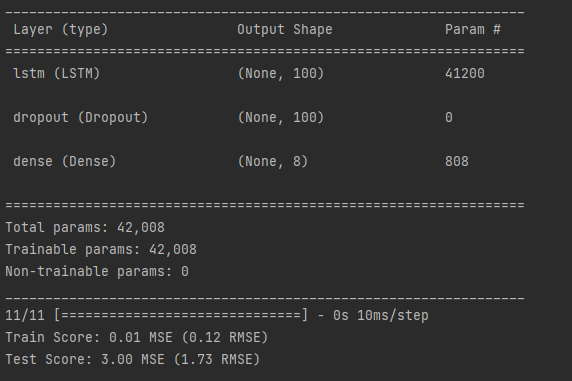 _________________________________________________________________
Layer (type)                Output Shape              Param #
=================================================================
lstm (LSTM)                 (None, 100)               41200
dropout (Dropout)           (None, 100)               0
dense (Dense)               (None, 8)                 808
=================================================================
Total params: 42,008
Trainable params: 42,008
Non-trainable params: 0
_________________________________________________________________
11/11 [==============================] - 0s 10ms/step
Train Score: 0.01 MSE (0.12 RMSE)
Test Score: 3.00 MSE (1.73 RMSE)